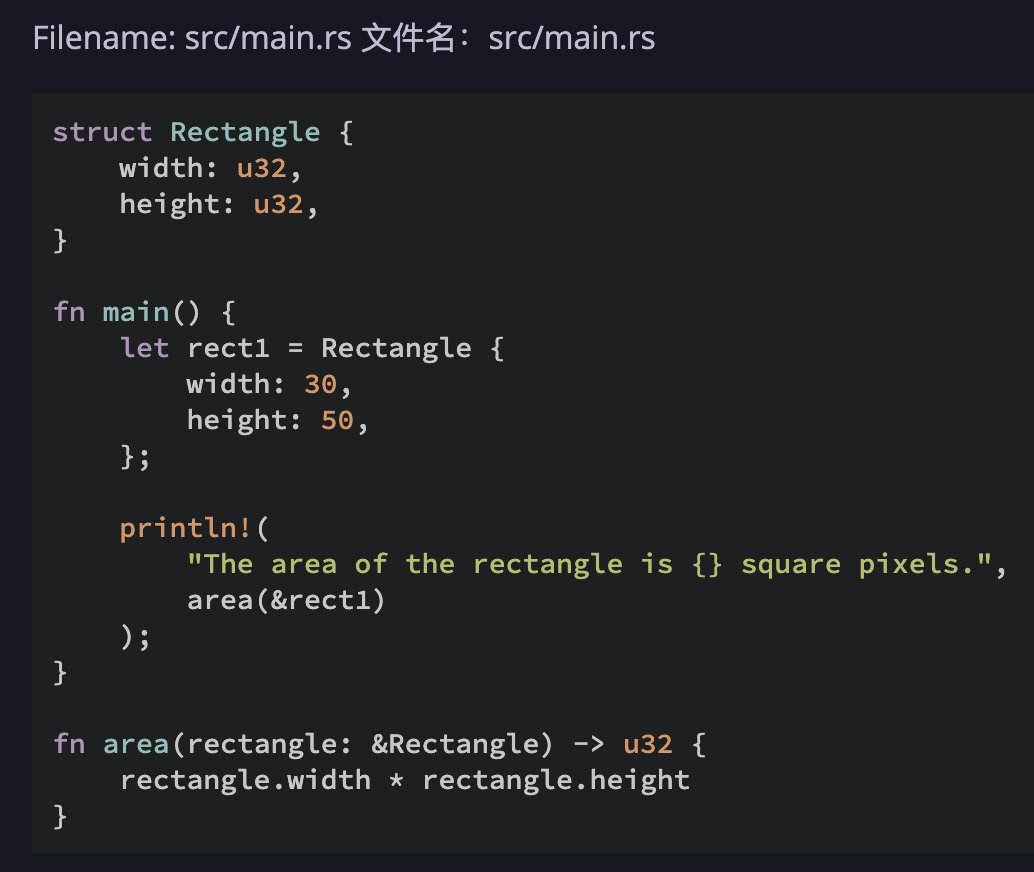 Filename: src/main.rs 文件名：src/main.rs
struct Rectangle {
    width: u32,
    height: u32,
}
fn main() {
    let rect1 = Rectangle {
        width: 30,
        height: 50,
    };
    println!(
        "The area of the rectangle is {} square pixels.",
        area(&rect1)
    );
}
fn area(rectangle: &Rectangle) -> u32 {
    rectangle.width * rectangle.height
}